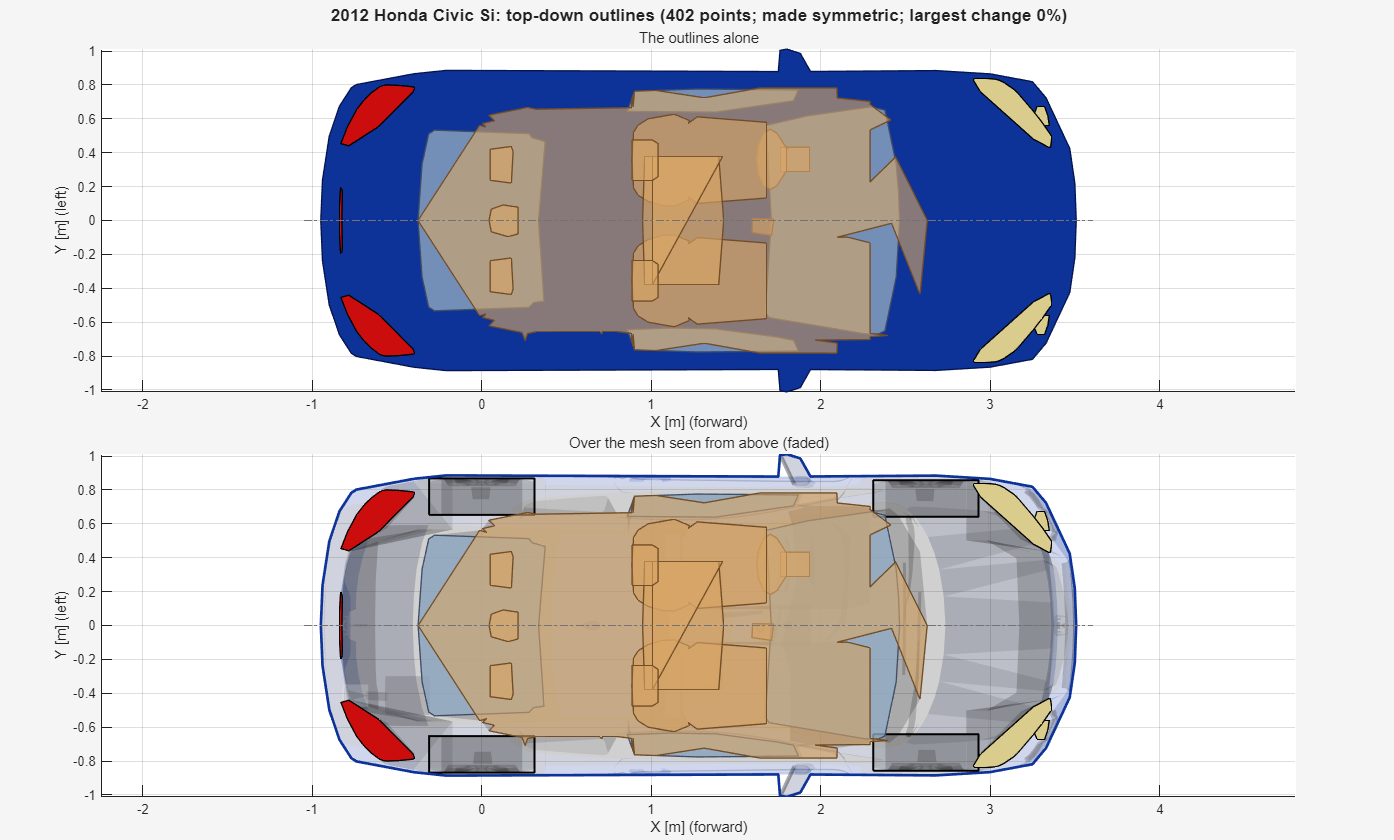 2012 Honda Civic Si: top-down outlines (402 points; made symmetric; largest change 0%)
The outlines alone
1
0.8
0.6
0.4
0.2
0
-0.2
-0.4
-0.6
-0.8
-1
Y [m] (left)
-2 -1 0 1 2 3 4
X [m] (forward)
Over the mesh seen from above (faded)
1
0.8
0.6
0.4
0.2
0
-0.2
-0.4
-0.6
-0.8
-1
Y [m] (left)
-2 -1 0 1 2 3 4
X [m] (forward)